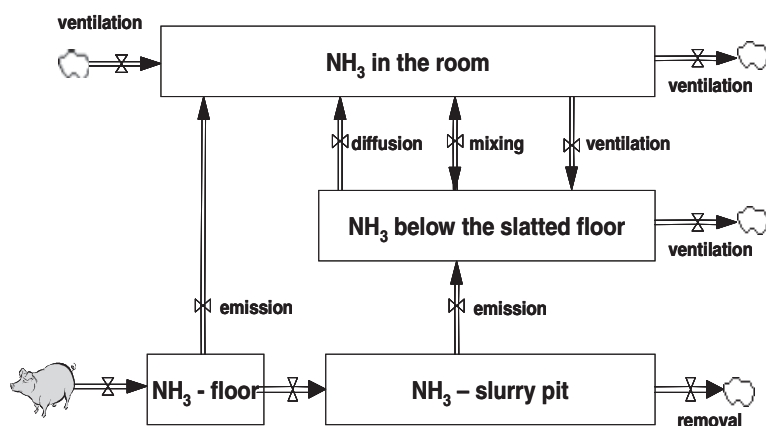 ventilation
NH₃ in the room
ventilation
diffusion
mixing
ventilation
NH₃ below the slatted floor
ventilation
emission
emission
NH₃ - floor
NH₃ – slurry pit
removal